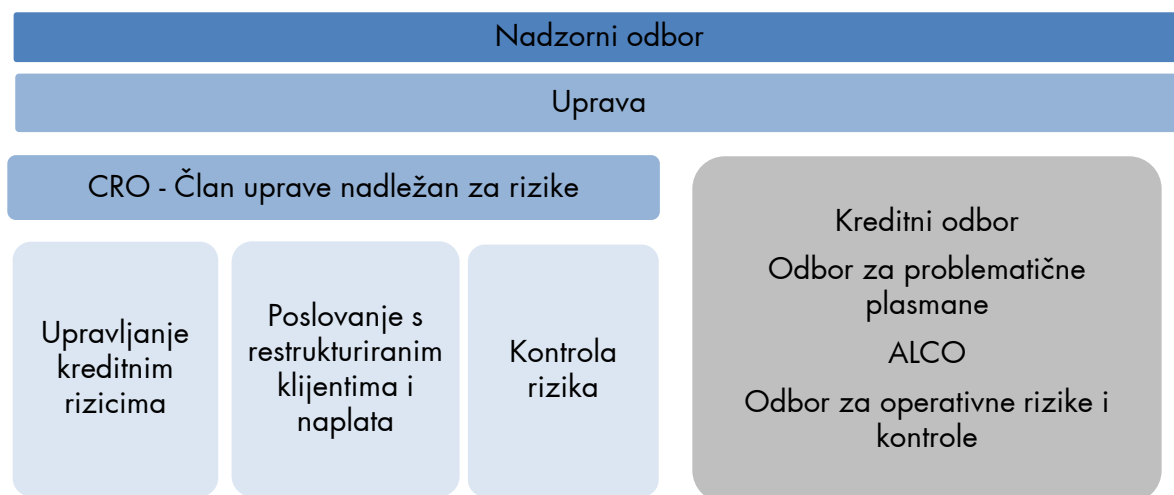 Nadzorni odbor
Uprava
CRO - Član uprave nadležan za rizike
Upravljanje
kreditnim
rizicima
Poslovanje s
restrukturiranim
klijentima i
naplata
Kontrola
rizika
Kreditni odbor
Odbor za problematične
plasmane
ALCO
Odbor za operativne rizike i
kontrole